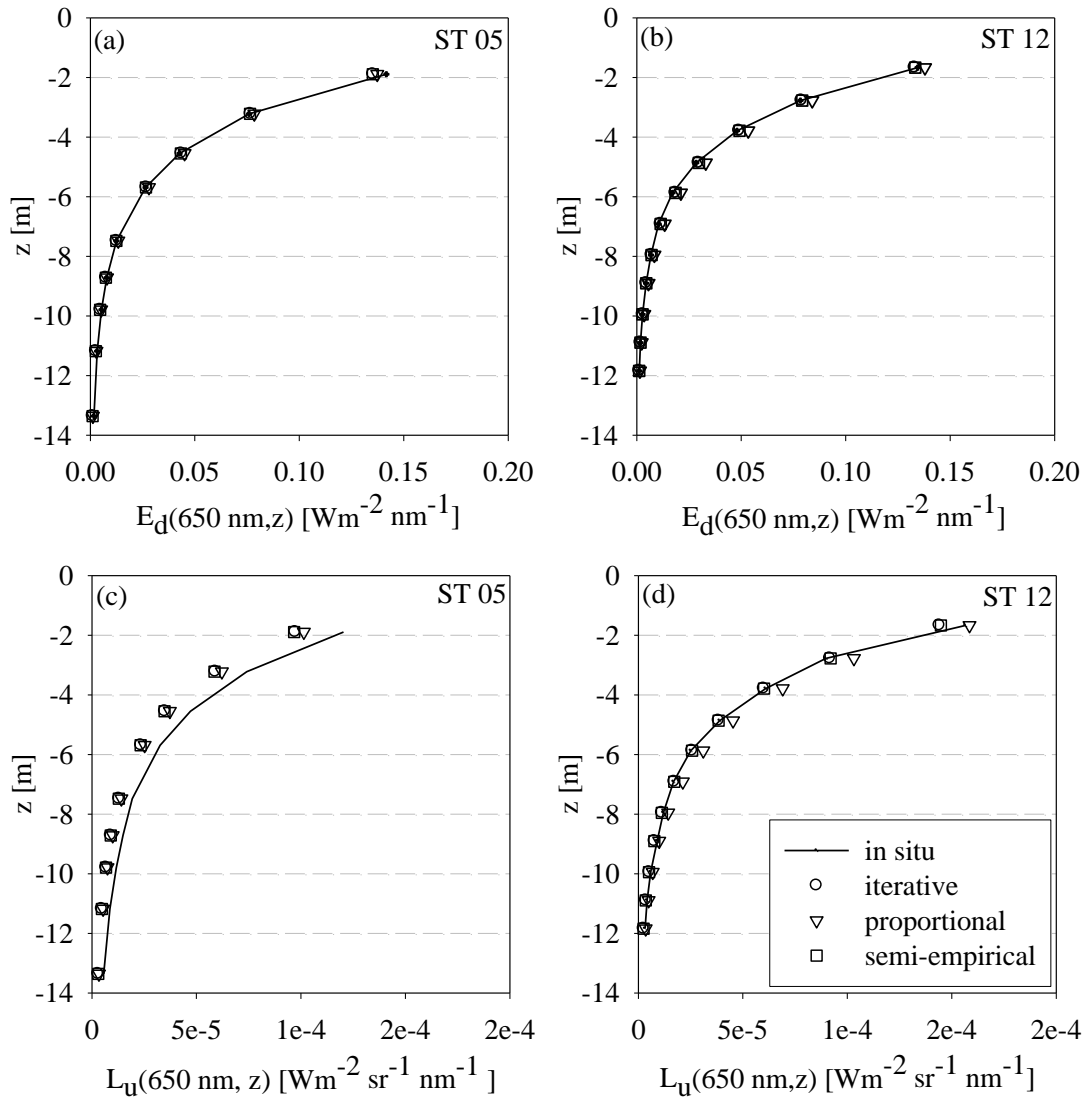 (a) ST 05
0
-2
-4
-6
-8
-10
-12
-14
z [m]
0.00 0.05 0.10 0.15 0.20
E_d(650 nm,z) [Wm^-2 nm^-1]
(b) ST 12
0
-2
-4
-6
-8
-10
-12
-14
z [m]
0.00 0.05 0.10 0.15 0.20
E_d(650 nm,z) [Wm^-2 nm^-1]
(c) ST 05
0
-2
-4
-6
-8
-10
-12
-14
z [m]
0 5e-5 1e-4 2e-4 2e-4
L_u(650 nm, z) [Wm^-2 sr^-1 nm^-1 ]
(d) ST 12
0
-2
-4
-6
-8
-10
-12
-14
z [m]
in situ
iterative
proportional
semi-empirical
0 5e-5 1e-4 2e-4 2e-4
L_u(650 nm,z) [Wm^-2 sr^-1 nm^-1]